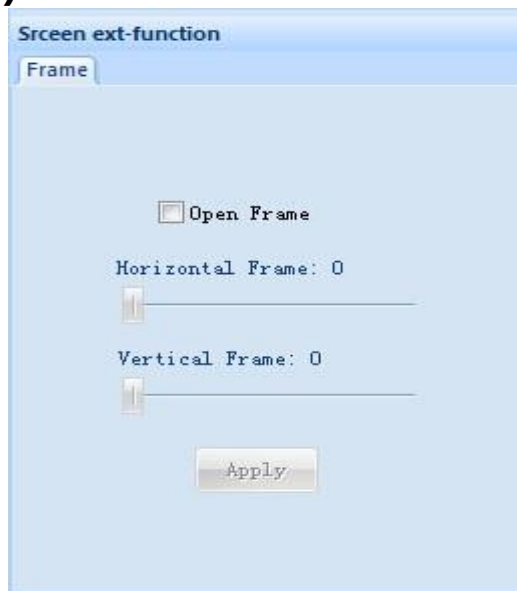 Srceen ext-function
Frame
Open Frame
Horizontal Frame: 0
Vertical Frame: 0
Apply